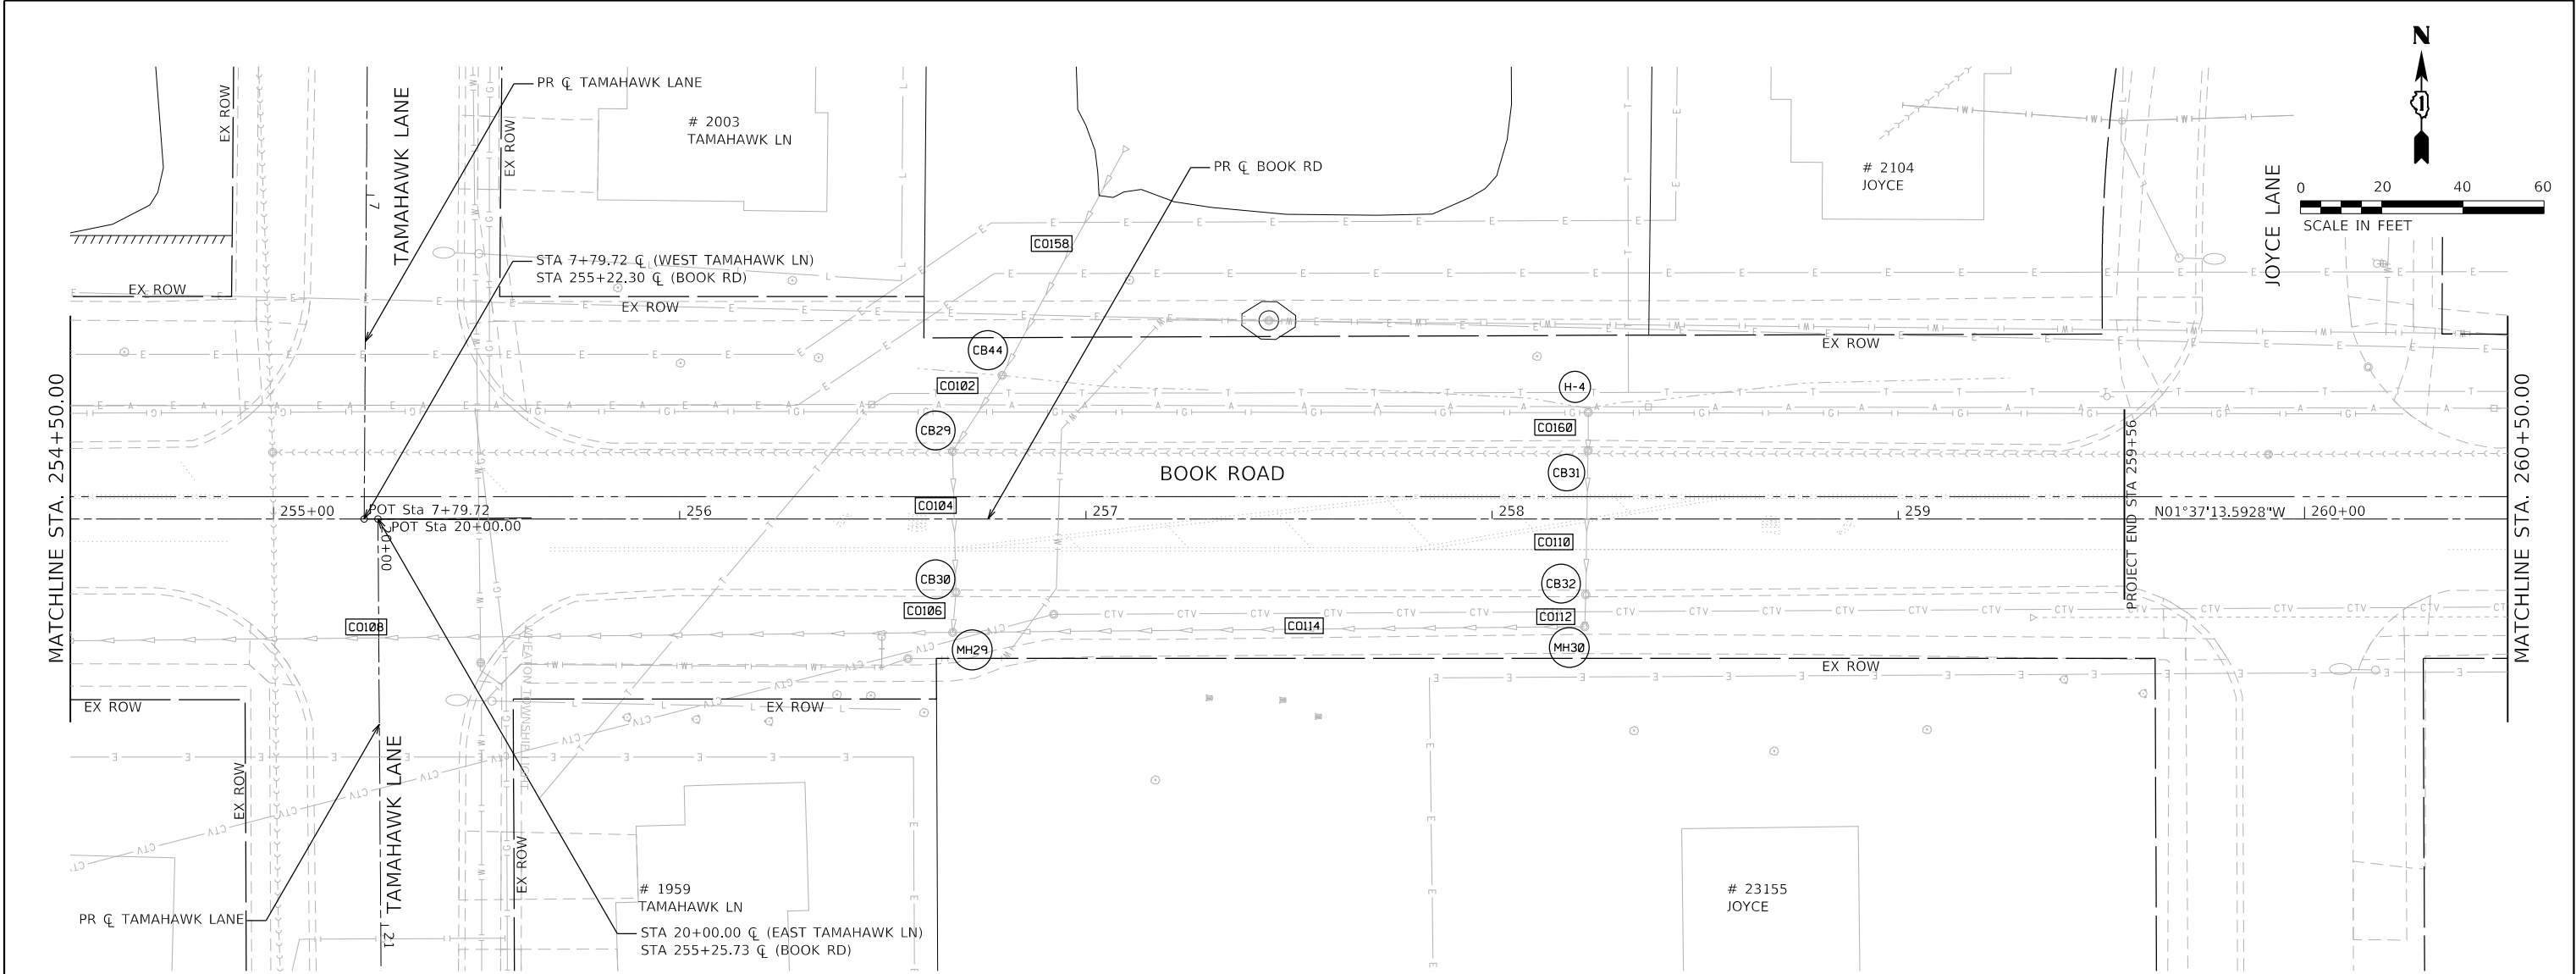 N
PR ℄ TAMAHAWK LANE
EX ROW
TAMAHAWK LANE
7
EX ROW
# 2003
TAMAHAWK LN
PR ℄ BOOK RD
# 2104
JOYCE
JOYCE LANE
0 20 40 60
SCALE IN FEET
C0158
STA 7+79.72 ℄ (WEST TAMAHAWK LN)
STA 255+22.30 ℄ (BOOK RD)
EX ROW
EX ROW
EX ROW
CB44
C0102
H-4
CB29
C0160
CB31
MATCHLINE STA. 254+50.00
MATCHLINE STA. 260+50.00
BOOK ROAD
PROJECT END STA 259+56
C0104
255+00
POT Sta 7+79.72
POT Sta 20+00.00
20+00
256
257
258
259
N01°37'13.5928"W
260+00
C0110
CB30
CB32
C0106
C0108
C0114
C0112
MH29
MH30
EX ROW
EX ROW
EX ROW
WHEATON TOWNSHIP LIGHT
TAMAHAWK LANE
EX ROW
EX ROW
21
PR ℄ TAMAHAWK LANE
# 1959
TAMAHAWK LN
STA 20+00.00 ℄ (EAST TAMAHAWK LN)
STA 255+25.73 ℄ (BOOK RD)
# 23155
JOYCE